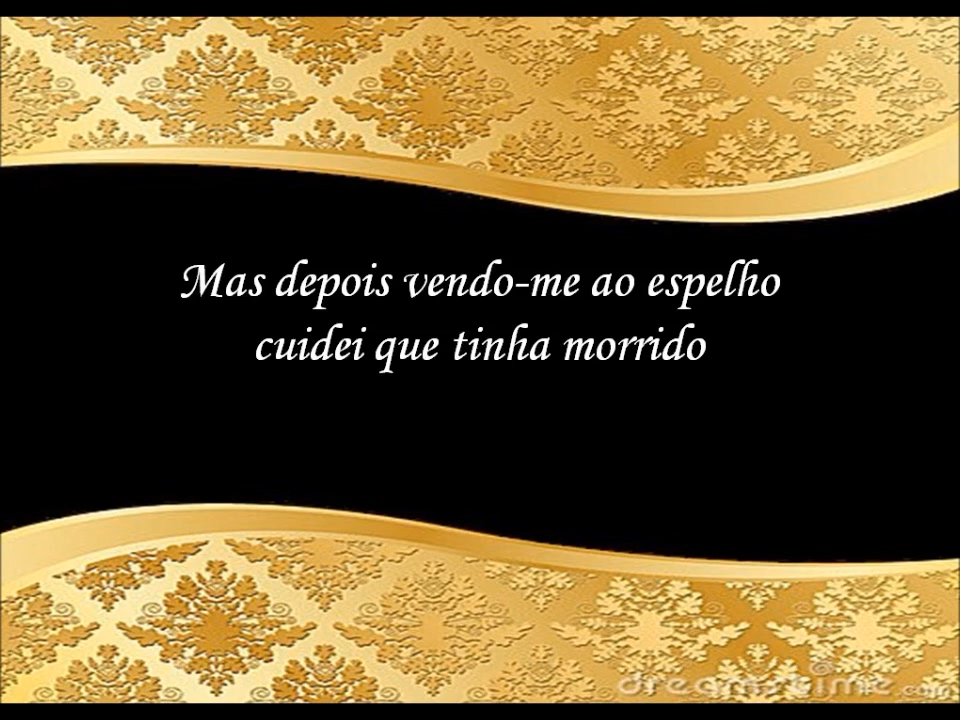 Mas depois vendo-me ao espelho
cuidei que tinha morrido
dreamstime.com